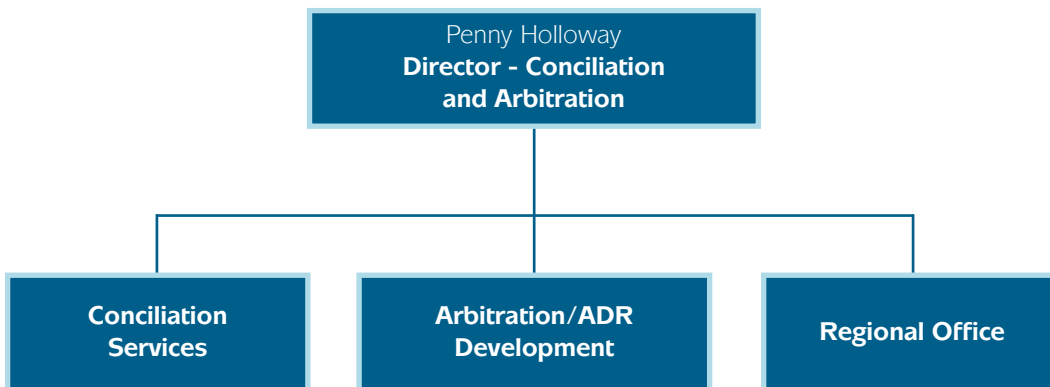 Penny Holloway
Director - Conciliation
and Arbitration
Conciliation
Services
Arbitration/ADR
Development
Regional Office